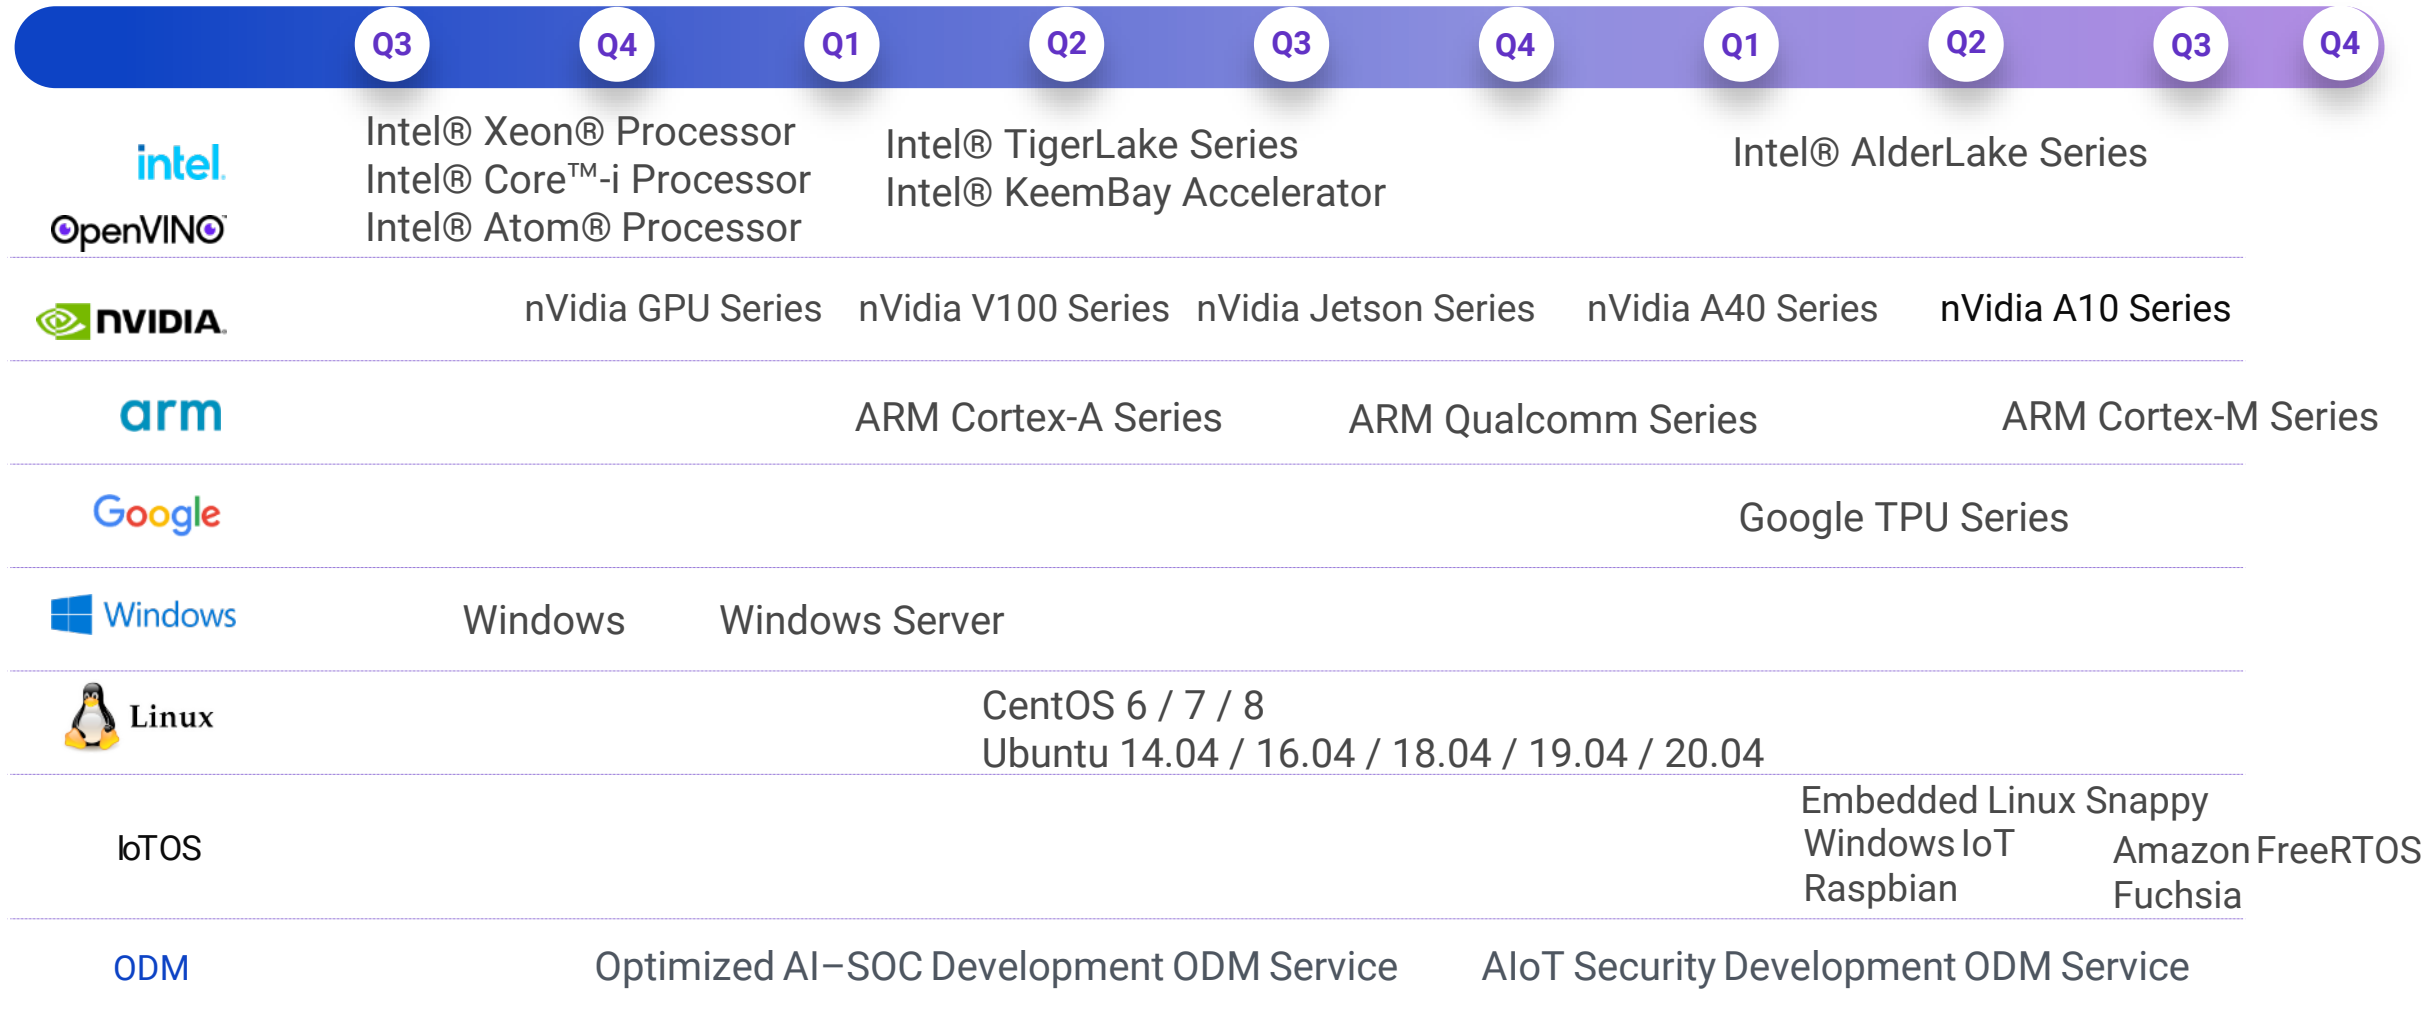 Q3 Q4 Q1 Q2 Q3 Q4 Q1 Q2 Q3 Q4
intel.
OpenVINO™
Intel® Xeon® Processor
Intel® Core™-i Processor
Intel® Atom® Processor
Intel® TigerLake Series
Intel® KeemBay Accelerator
Intel® AlderLake Series
nVIDIA.
nVidia GPU Series
nVidia V100 Series
nVidia Jetson Series
nVidia A40 Series
nVidia A10 Series
arm
ARM Cortex-A Series
ARM Qualcomm Series
ARM Cortex-M Series
Google
Google TPU Series
Windows
Windows
Windows Server
Linux
CentOS 6 / 7 / 8
Ubuntu 14.04 / 16.04 / 18.04 / 19.04 / 20.04
IoTOS
Embedded Linux Snappy
Windows IoT
Raspbian
Amazon FreeRTOS
Fuchsia
ODM
Optimized AI–SOC Development ODM Service
AIoT Security Development ODM Service